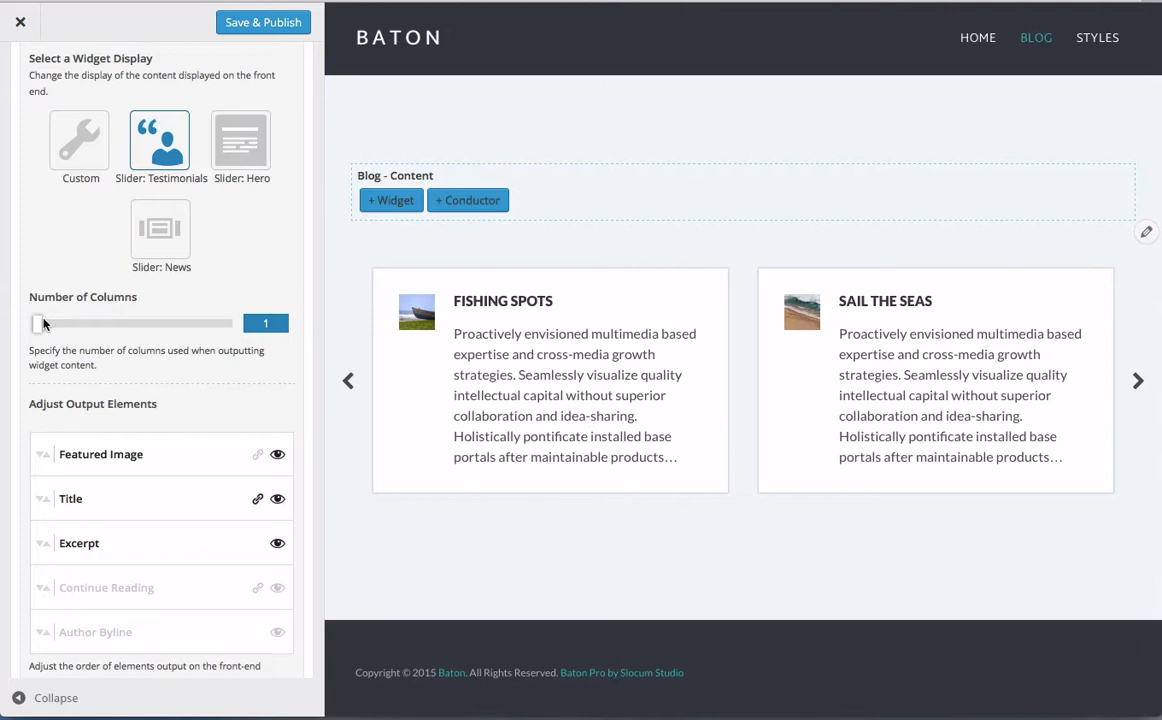 Save & Publish
Select a Widget Display
Change the display of the content displayed on the front
end.
Custom
Slider: Testimonials
Slider: Hero
Slider: News
Number of Columns
1
Specify the number of columns used when outputting
widget content.
Adjust Output Elements
Featured Image
Title
Excerpt
Continue Reading
Author Byline
Adjust the order of elements output on the front-end
Collapse
BATON
HOME
BLOG
STYLES
Blog - Content
+ Widget
+ Conductor
FISHING SPOTS
Proactively envisioned multimedia based
expertise and cross-media growth
strategies. Seamlessly visualize quality
intellectual capital without superior
collaboration and idea-sharing.
Holistically pontificate installed base
portals after maintainable products…
SAIL THE SEAS
Proactively envisioned multimedia based
expertise and cross-media growth
strategies. Seamlessly visualize quality
intellectual capital without superior
collaboration and idea-sharing.
Holistically pontificate installed base
portals after maintainable products…
Copyright © 2015 Baton. All Rights Reserved. Baton Pro by Slocum Studio